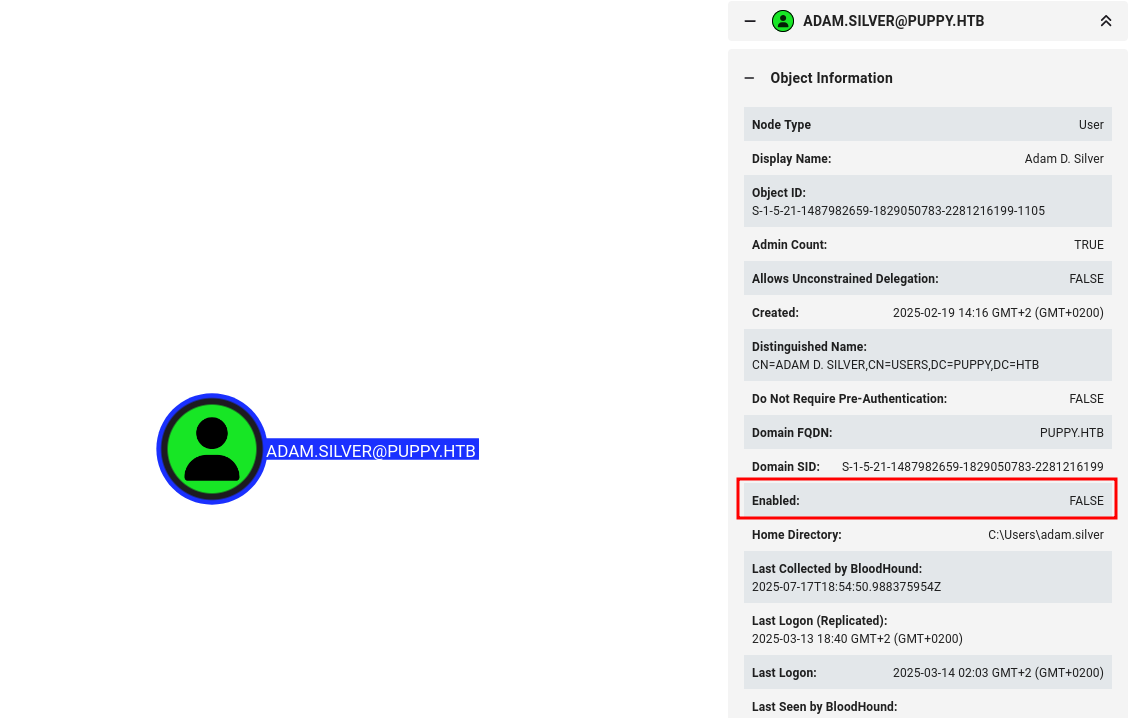 ADAM.SILVER@PUPPY.HTB
ADAM.SILVER@PUPPY.HTB
Object Information
Node Type User
Display Name: Adam D. Silver
Object ID:
S-1-5-21-1487982659-1829050783-2281216199-1105
Admin Count: TRUE
Allows Unconstrained Delegation: FALSE
Created: 2025-02-19 14:16 GMT+2 (GMT+0200)
Distinguished Name:
CN=ADAM D. SILVER,CN=USERS,DC=PUPPY,DC=HTB
Do Not Require Pre-Authentication: FALSE
Domain FQDN: PUPPY.HTB
Domain SID: S-1-5-21-1487982659-1829050783-2281216199
Enabled: FALSE
Home Directory: C:\Users\adam.silver
Last Collected by BloodHound:
2025-07-17T18:54:50.988375954Z
Last Logon (Replicated):
2025-03-13 18:40 GMT+2 (GMT+0200)
Last Logon: 2025-03-14 02:03 GMT+2 (GMT+0200)
Last Seen by BloodHound: